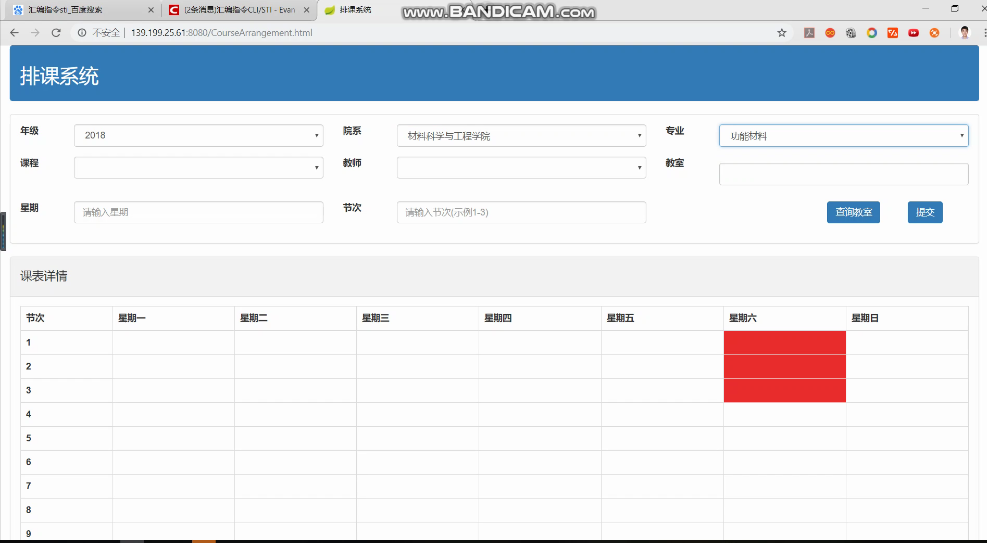 汇编指令sti_百度搜索
(2条消息)汇编指令CLI/STI - Evan
排课系统
www.BANDICAM.com
不安全 139.199.25.61:8080/CourseArrangement.html
排课系统
年级 2018 院系 材料科学与工程学院 专业 功能材料
课程 教师 教室
星期 请输入星期 节次 请输入节次(示例1-3) 查询教室 提交
课表详情
节次 星期一 星期二 星期三 星期四 星期五 星期六 星期日
1
2
3
4
5
6
7
8
9